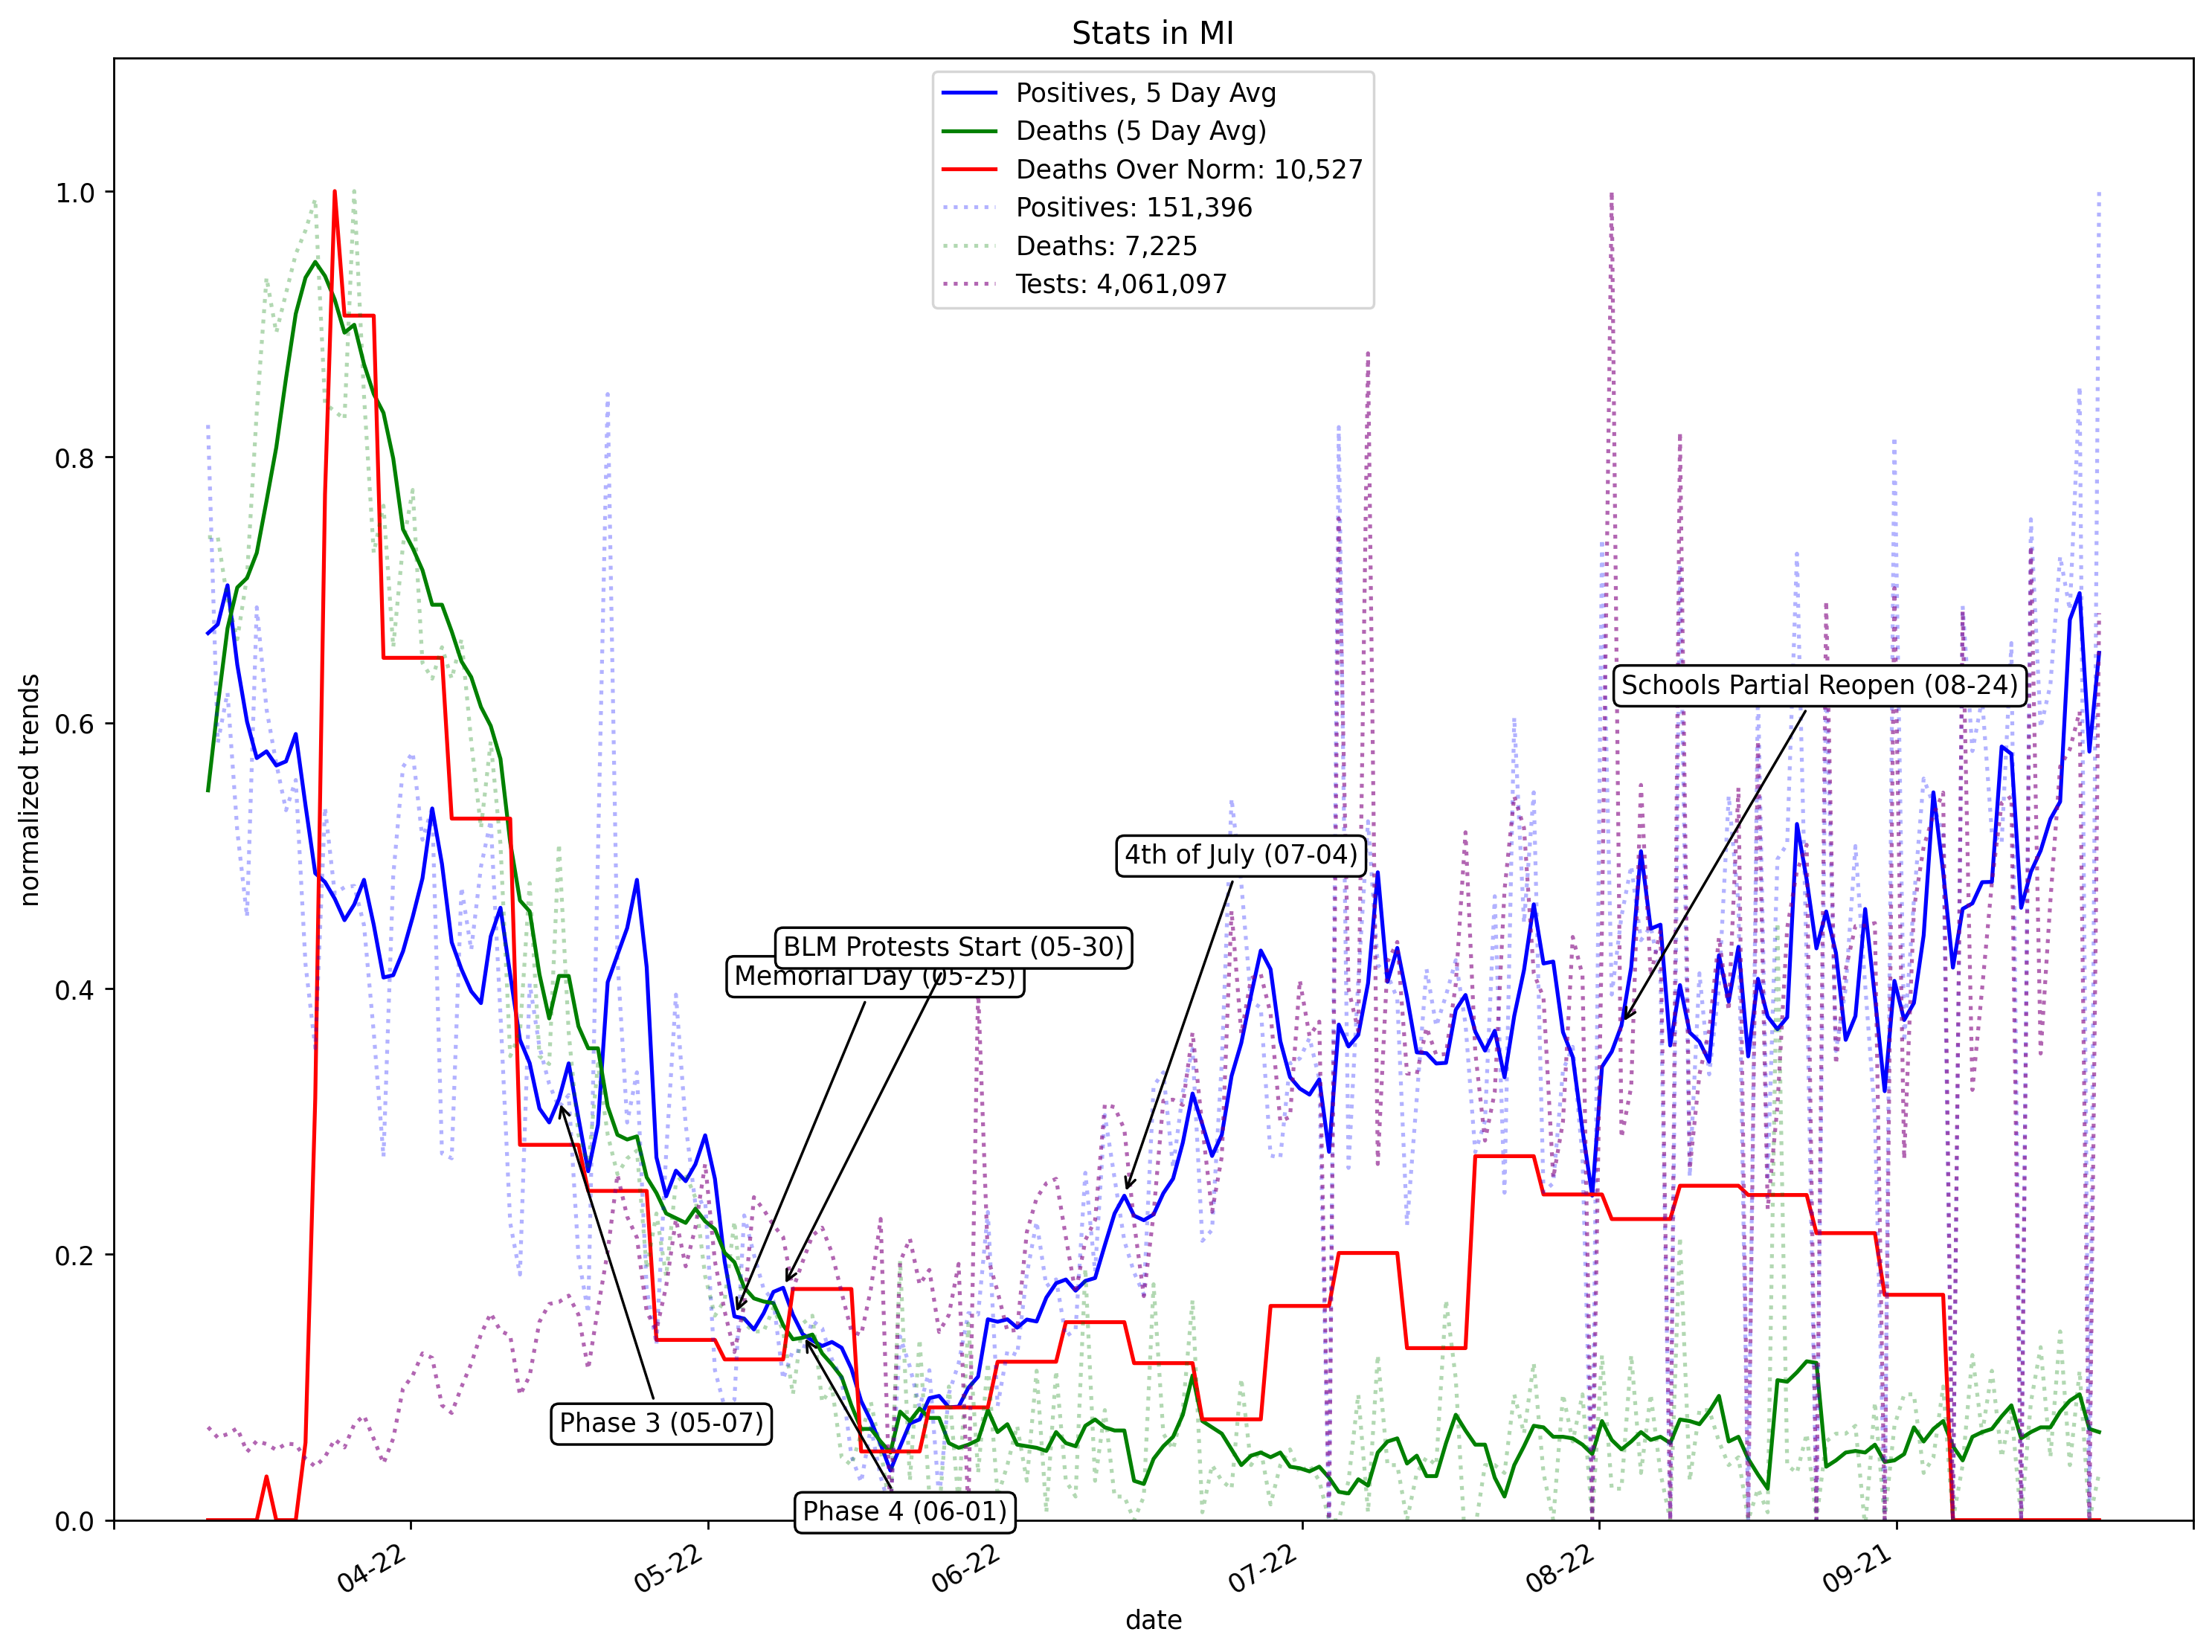 Stats in MI
Positives, 5 Day Avg
Deaths (5 Day Avg)
Deaths Over Norm: 10,527
Positives: 151,396
Deaths: 7,225
Tests: 4,061,097
1.0
0.8
0.6
0.4
0.2
0.0
normalized trends
Schools Partial Reopen (08-24)
4th of July (07-04)
BLM Protests Start (05-30)
Memorial Day (05-25)
Phase 3 (05-07)
Phase 4 (06-01)
04-22
05-22
06-22
07-22
08-22
09-21
date